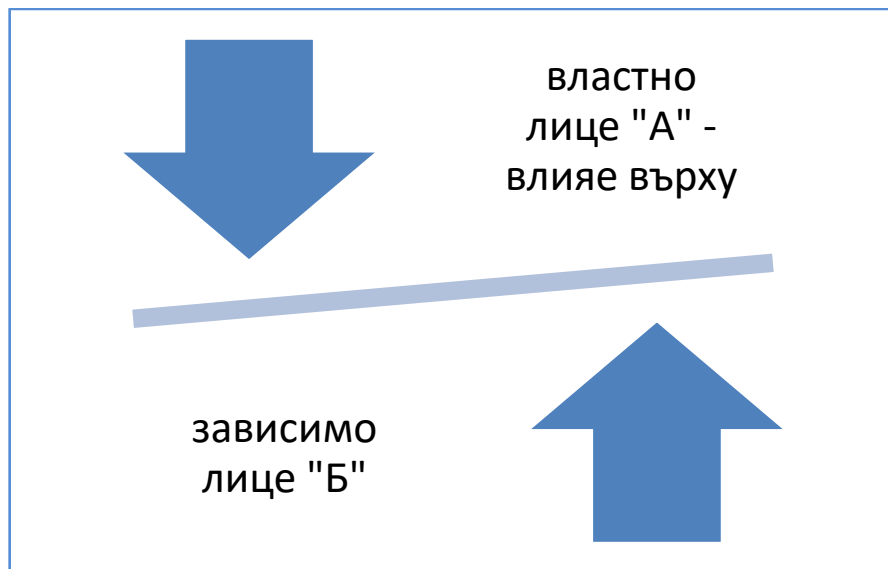 властно
лице "А" -
влияе върху
зависимо
лице "Б"